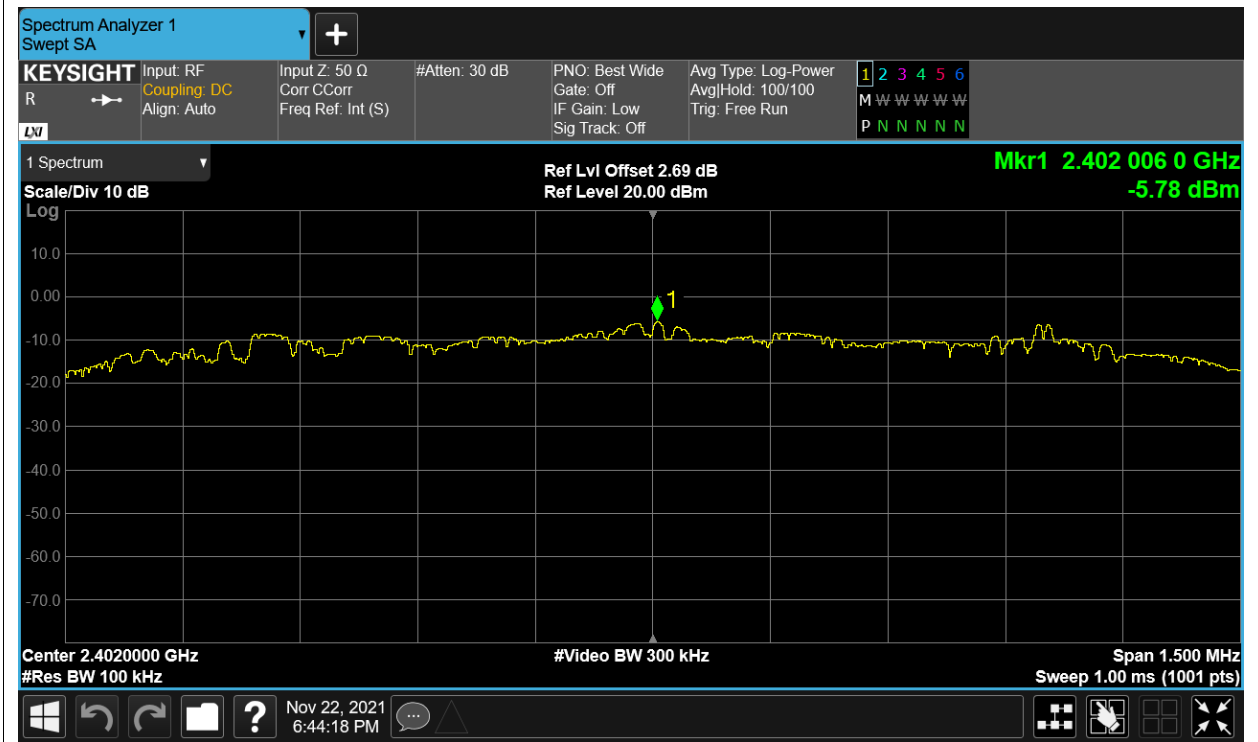 Spectrum Analyzer 1
Swept SA
KEYSIGHT
R
LXI
Input: RF
Coupling: DC
Align: Auto
Input Z: 50 Ω
Corr CCorr
Freq Ref: Int (S)
#Atten: 30 dB
PNO: Best Wide
Gate: Off
IF Gain: Low
Sig Track: Off
Avg Type: Log-Power
Avg|Hold: 100/100
Trig: Free Run
1 2 3 4 5 6
M W W W W W
P N N N N N
1 Spectrum
Scale/Div 10 dB
Ref Lvl Offset 2.69 dB
Ref Level 20.00 dBm
Mkr1 2.402 006 0 GHz
-5.78 dBm
Log
10.0
0.00
-10.0
-20.0
-30.0
-40.0
-50.0
-60.0
-70.0
1
Center 2.4020000 GHz
#Res BW 100 kHz
#Video BW 300 kHz
Span 1.500 MHz
Sweep 1.00 ms (1001 pts)
?
Nov 22, 2021
6:44:18 PM